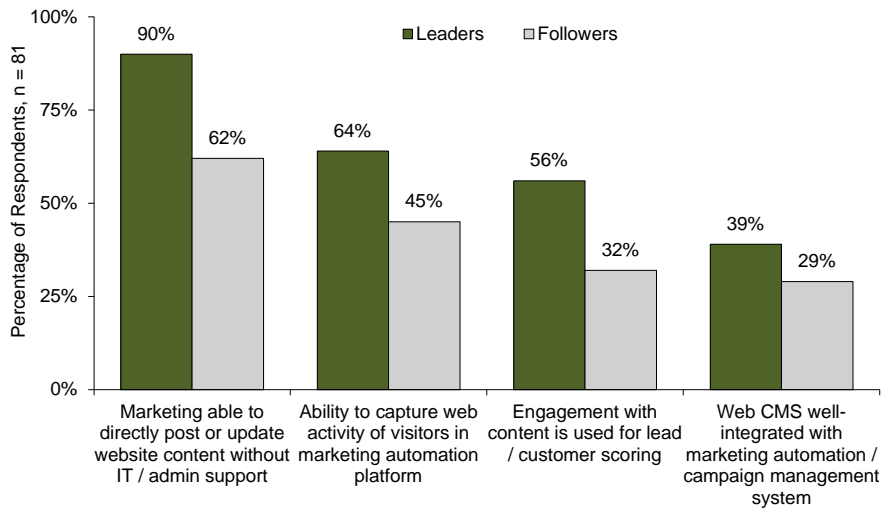 100%
75%
50%
25%
0%
Percentage of Respondents, n = 81
Leaders Followers
90%
62%
64%
45%
56%
32%
39%
29%
Marketing able to
directly post or update
website content without
IT / admin support
Ability to capture web
activity of visitors in
marketing automation
platform
Engagement with
content is used for lead
/ customer scoring
Web CMS well-
integrated with
marketing automation /
campaign management
system